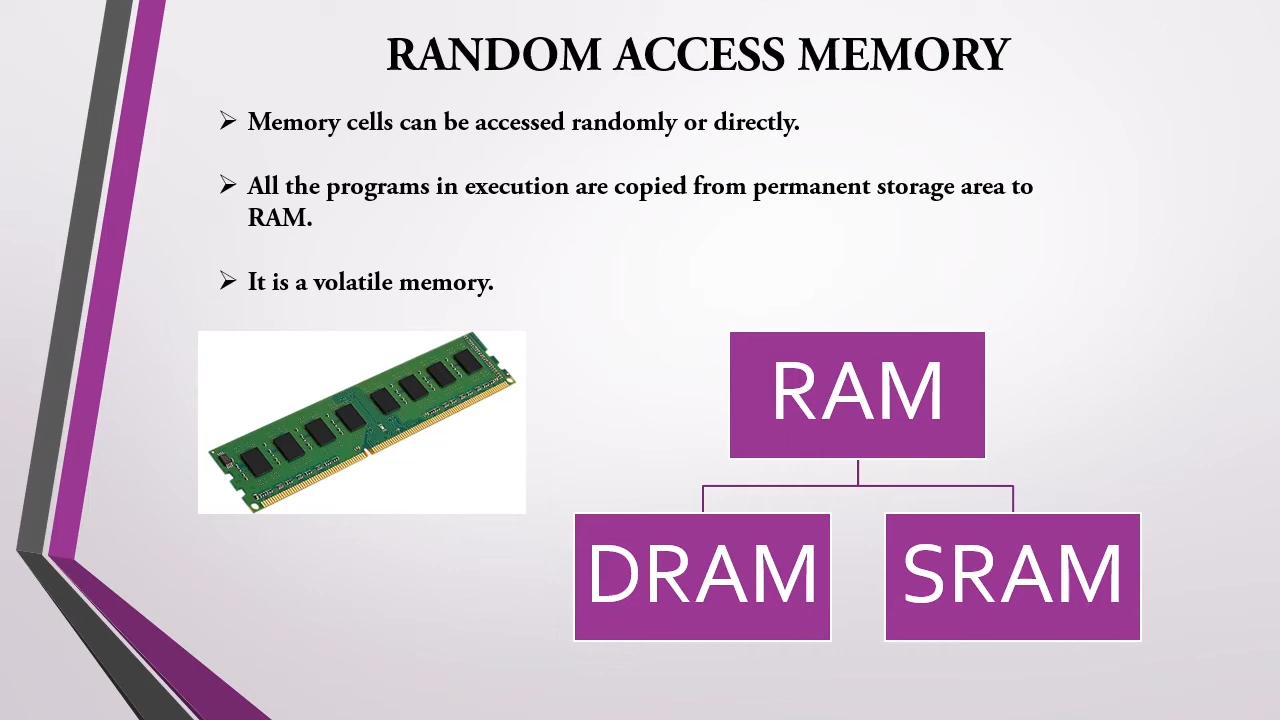 RANDOM ACCESS MEMORY
➢ Memory cells can be accessed randomly or directly.
➢ All the programs in execution are copied from permanent storage area to
RAM.
➢ It is a volatile memory.
RAM
DRAM
SRAM